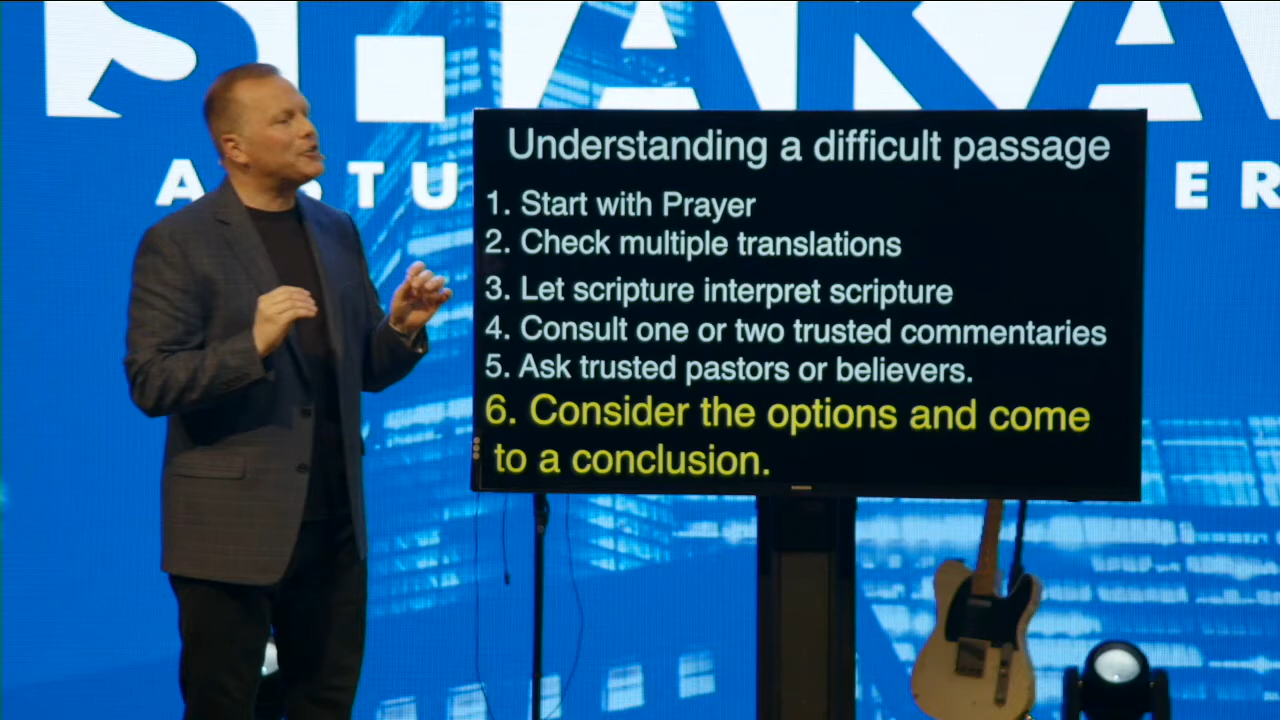 Understanding a difficult passage
1. Start with Prayer
2. Check multiple translations
3. Let scripture interpret scripture
4. Consult one or two trusted commentaries
5. Ask trusted pastors or believers.
6. Consider the options and come
to a conclusion.